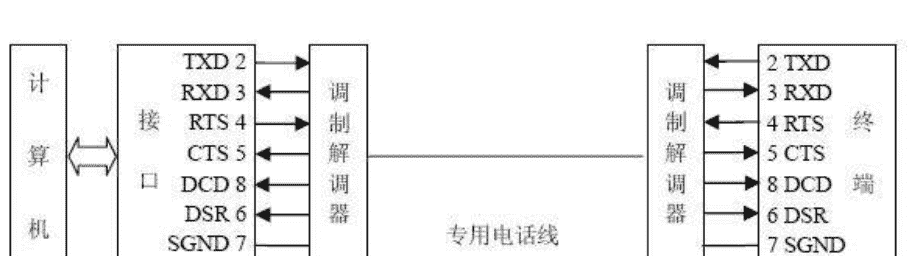 计算机
接口
TXD 2
RXD 3
RTS 4
CTS 5
DCD 8
DSR 6
SGND 7
调制解调器
专用电话线
调制解调器
2 TXD
3 RXD
4 RTS
5 CTS
8 DCD
6 DSR
7 SGND
终端